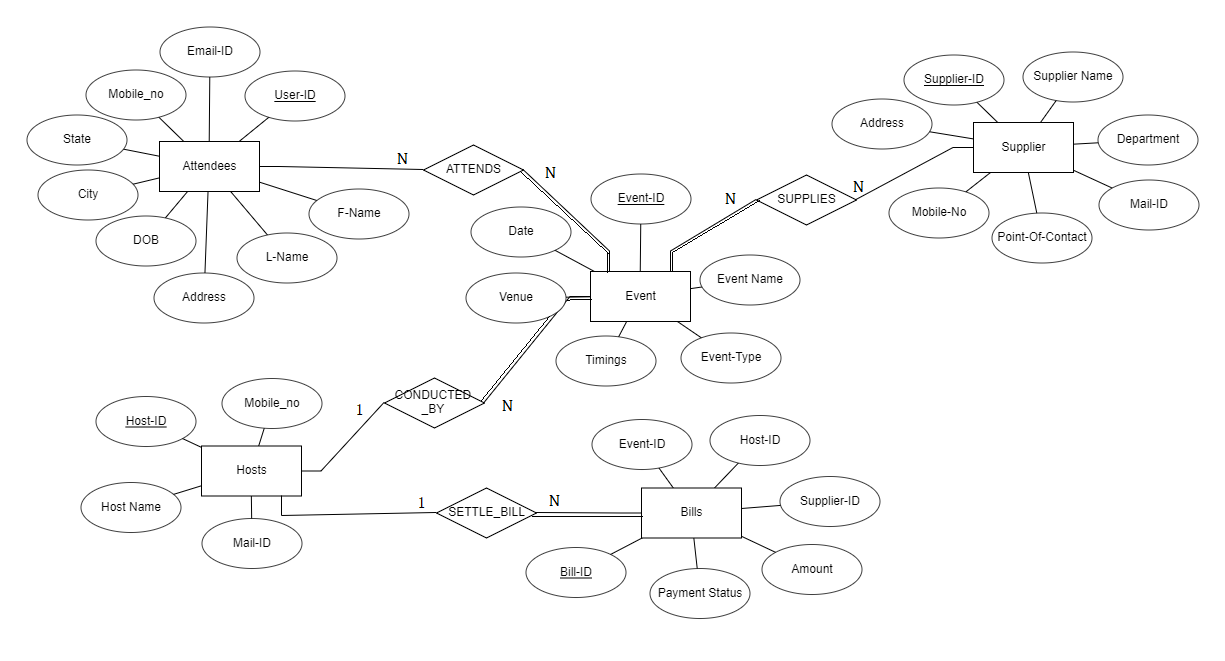 Email-ID
Mobile_no
User-ID
State
Attendees
City
F-Name
DOB
L-Name
Address
N
ATTENDS
N
Supplier-ID
Supplier Name
Address
Department
Supplier
Mobile-No
Mail-ID
Point-Of-Contact
N
SUPPLIES
N
Event-ID
Date
Event Name
Venue
Event
Timings
Event-Type
1
CONDUCTED
_BY
N
Mobile_no
Host-ID
Hosts
Host Name
Mail-ID
1
SETTLE_BILL
N
Event-ID
Host-ID
Supplier-ID
Bills
Bill-ID
Amount
Payment Status